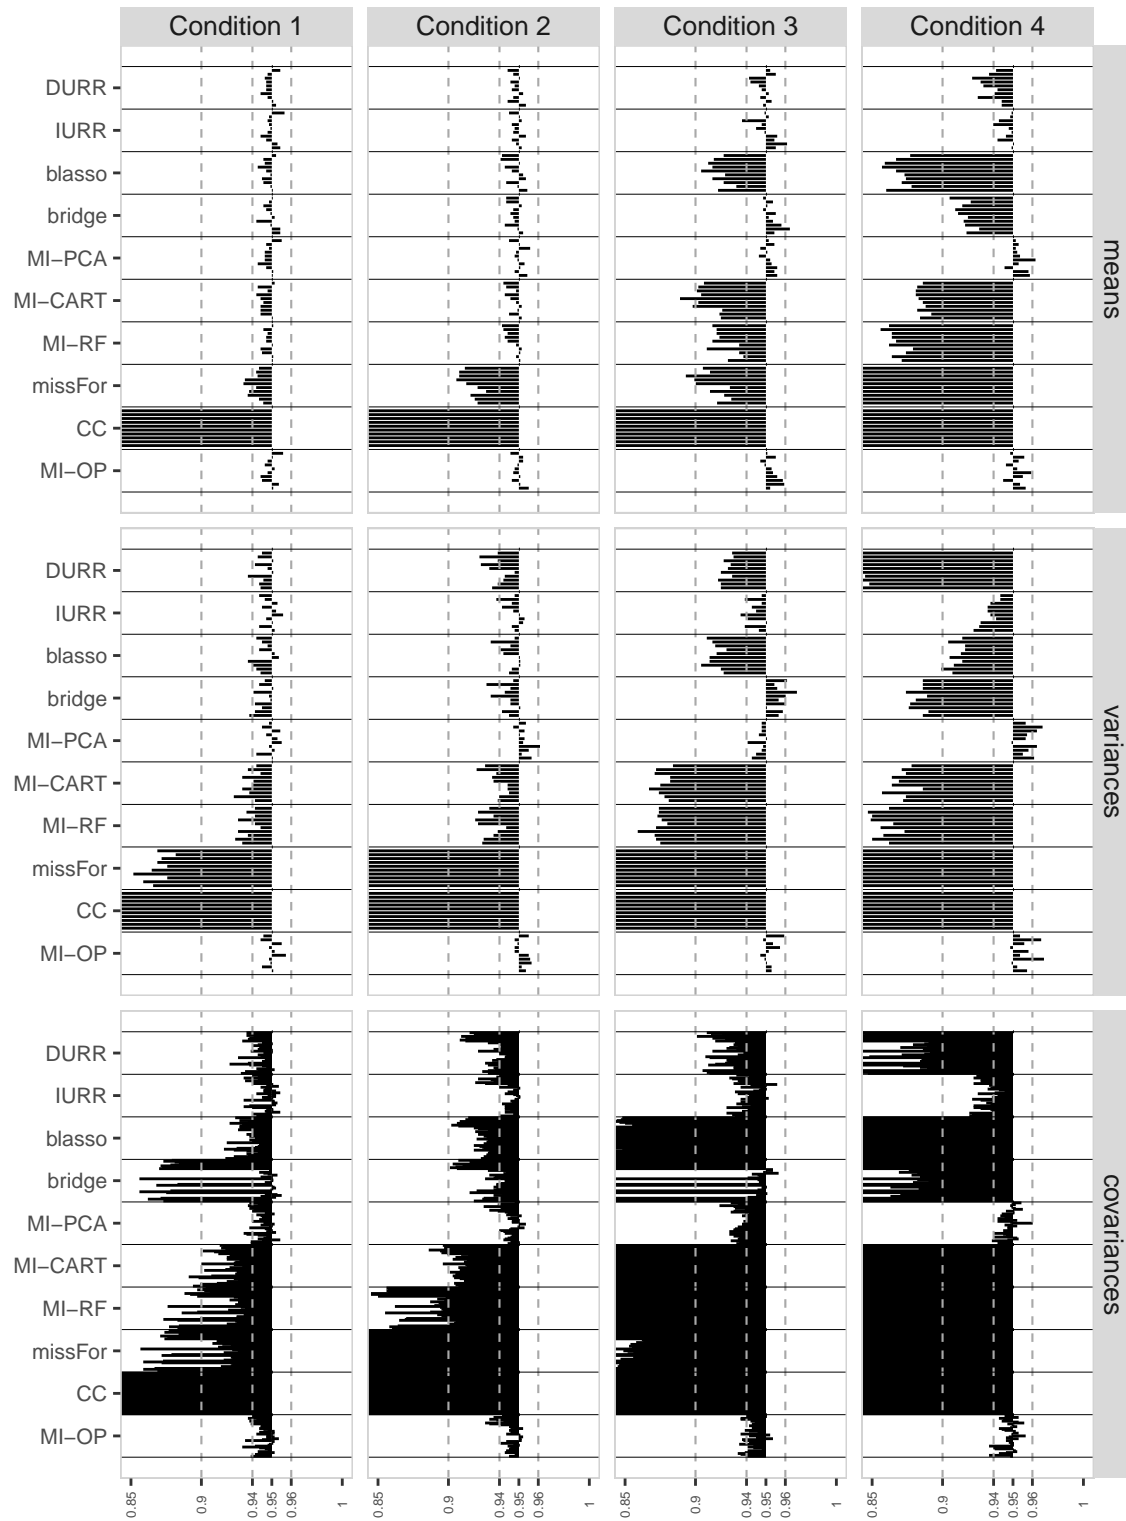 Condition 1 Condition 2 Condition 3 Condition 4
DURR
IURR
blasso
bridge
MI−PCA
MI−CART
MI−RF
missFor
CC
MI−OP
means
DURR
IURR
blasso
bridge
MI−PCA
MI−CART
MI−RF
missFor
CC
MI−OP
variances
DURR
IURR
blasso
bridge
MI−PCA
MI−CART
MI−RF
missFor
CC
MI−OP
covariances
0.85 0.9 0.94 0.95 0.96 1 0.85 0.9 0.94 0.95 0.96 1 0.85 0.9 0.94 0.95 0.96 1 0.85 0.9 0.94 0.95 0.96 1